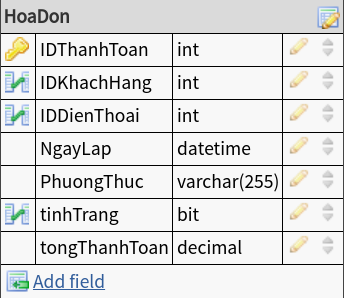 HoaDon
IDThanhToan int
IDKhachHang int
IDDienThoai int
NgayLap datetime
PhuongThuc varchar(255)
tinhTrang bit
tongThanhToan decimal
Add field